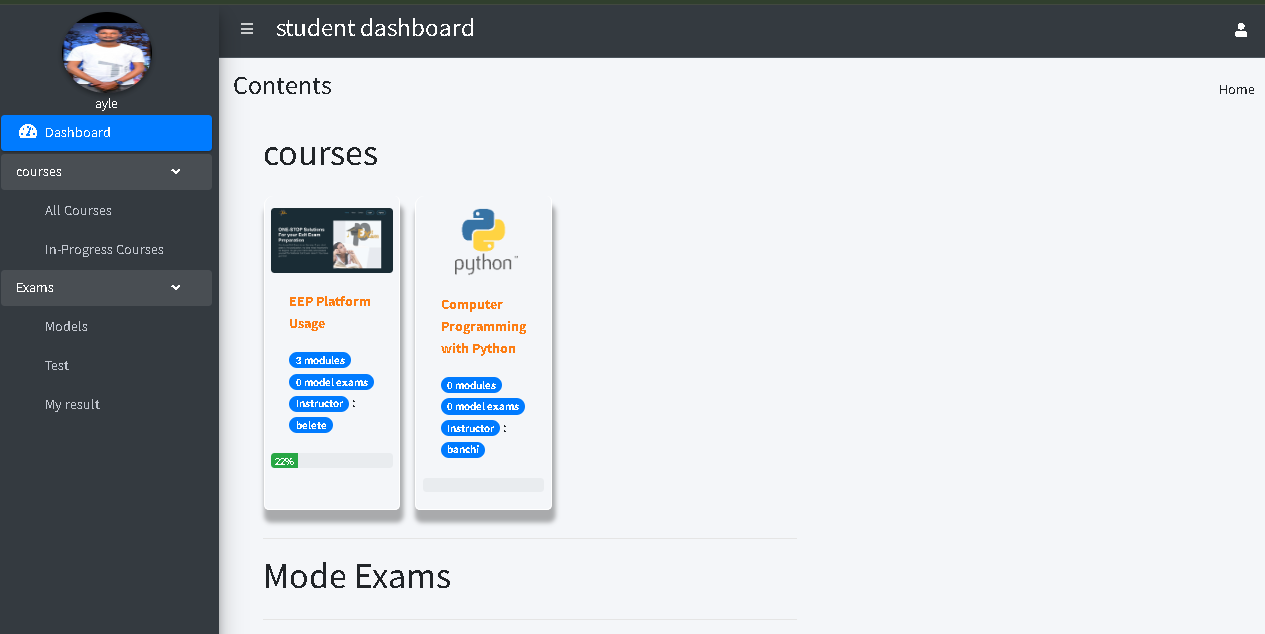 student dashboard
ayle
Dashboard
courses
All Courses
In-Progress Courses
Exams
Models
Test
My result
Contents
Home
courses
ONE-STOP Solutions
For your Exit Exam
Preparation
EEP Platform
Usage
3 modules
0 model exams
Instructor :
belete
22%
python™
Computer
Programming
with Python
0 modules
0 model exams
Instructor :
banchi
Mode Exams